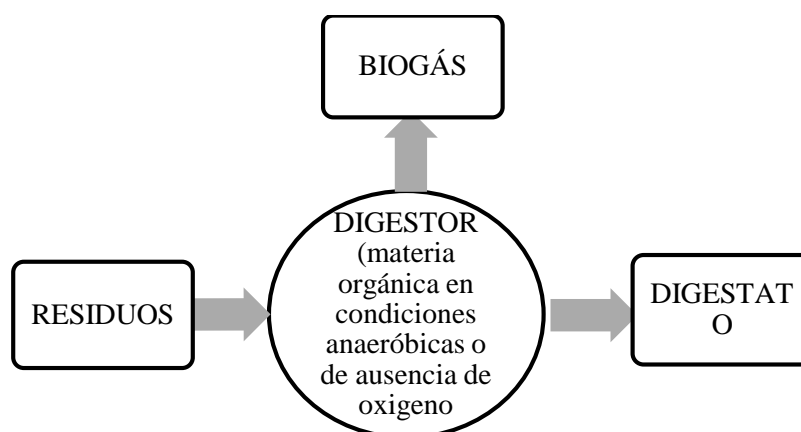 BIOGÁS
RESIDUOS
DIGESTOR
(materia
orgánica en
condiciones
anaeróbicas o
de ausencia de
oxigeno
DIGESTAT
O